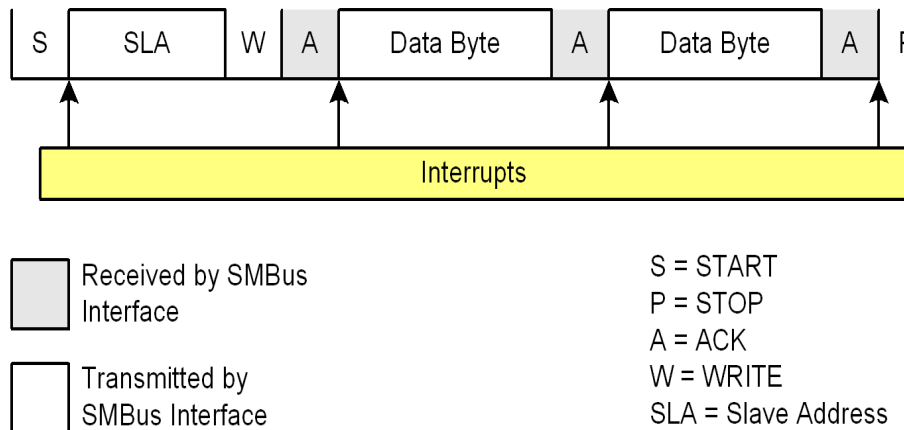 S SLA W A Data Byte A Data Byte A
Interrupts
Received by SMBus
Interface
Transmitted by
SMBus Interface
S = START
P = STOP
A = ACK
W = WRITE
SLA = Slave Address